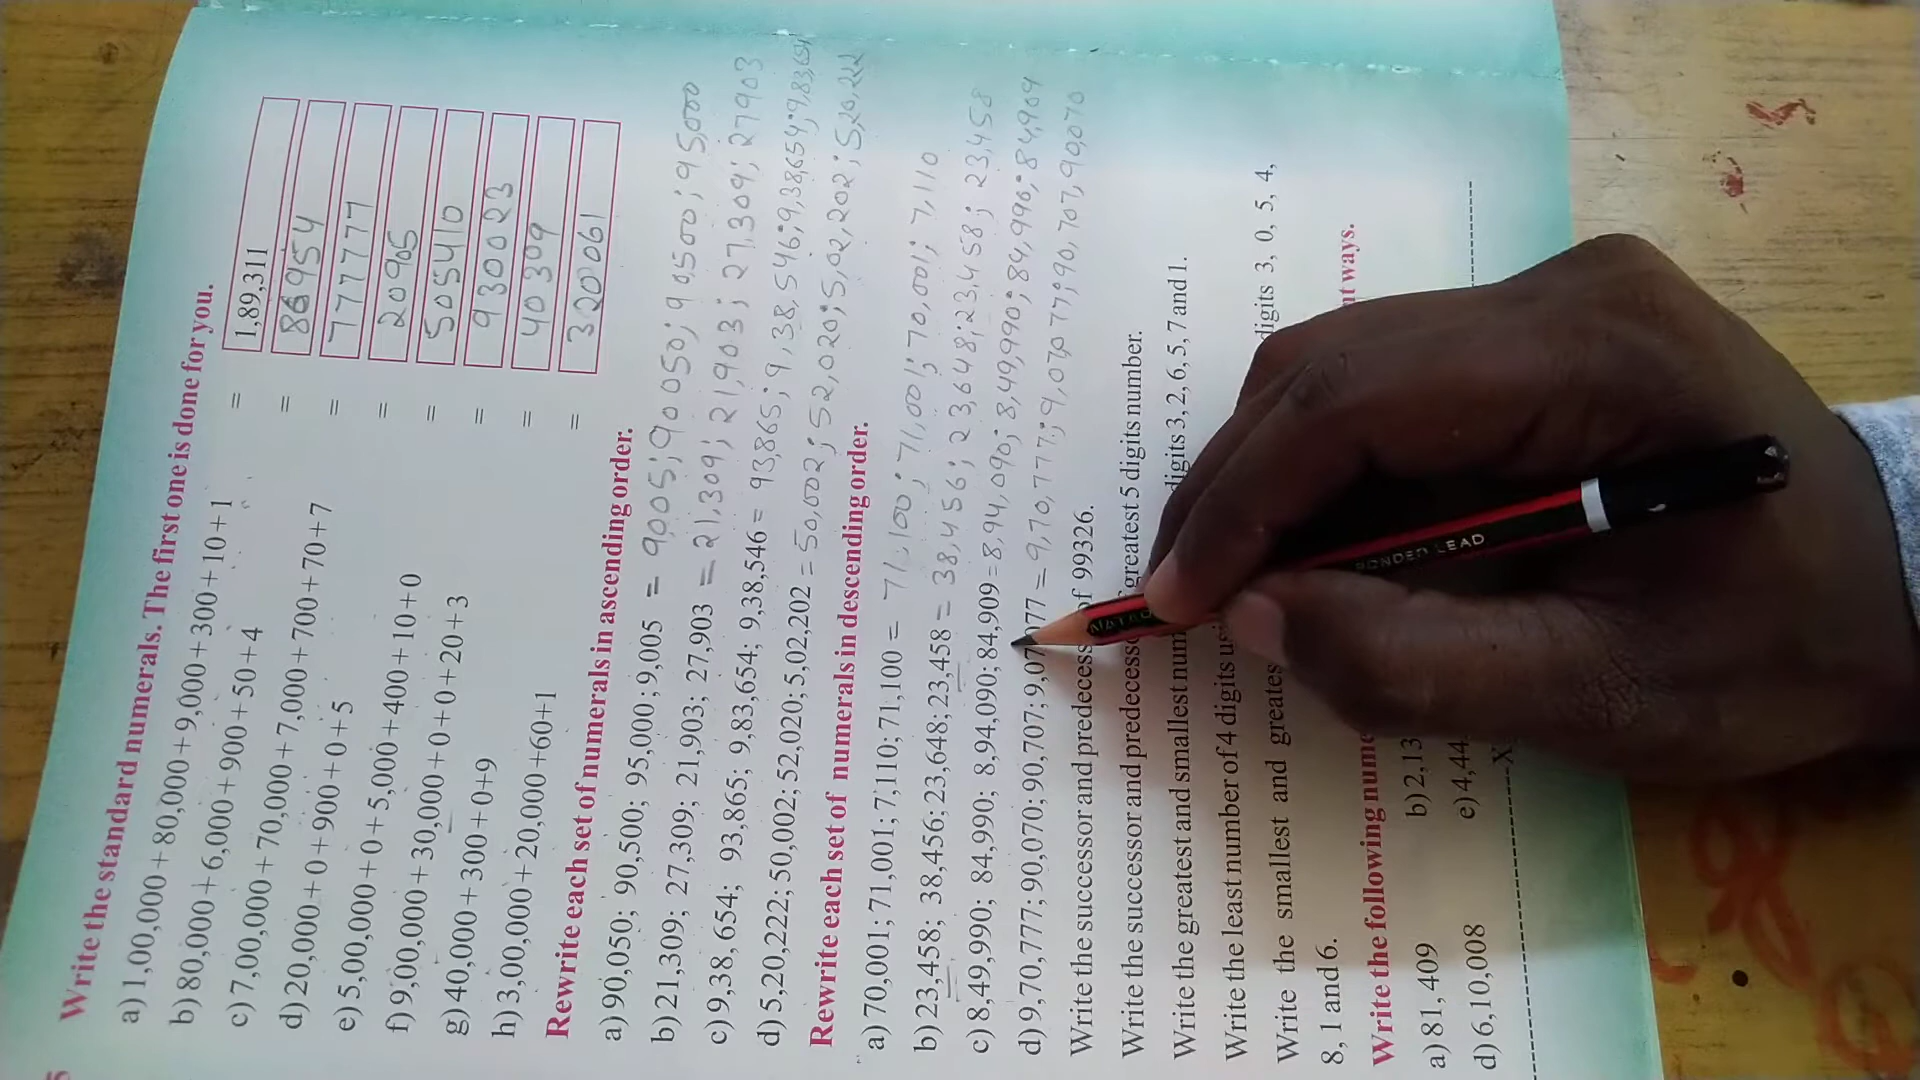 5
Write the standard numerals. The first one is done for you.
a) 1,00,000 + 80,000 + 9,000 + 300 + 10 + 1 = 1,89,311
b) 80,000 + 6,000 + 900 + 50 + 4 = 86954
c) 7,00,000 + 70,000 + 7,000 + 700 + 70 + 7 = 777777
d) 20,000 + 0 + 900 + 0 + 5 = 20905
e) 5,00,000 + 0 + 5,000 + 400 + 10 + 0 = 505410
f) 9,00,000 + 30,000 + 0 + 0 + 20 + 3 = 930023
g) 40,000 + 300 + 0 + 9 = 40309
h) 3,00,000 + 20,000 + 60 + 1 = 320061
Rewrite each set of numerals in ascending order.
a) 90,050; 90,500; 95,000; 9,005 = 9,005; 90050; 90,500; 95,000
b) 21,309; 27,309; 21,903; 27,903 = 21,309; 21,903; 27,309; 27903
c) 9,38,654; 93,865; 9,83,654; 9,38,546 = 93,865; 9,38,546; 9,38,654; 9,83,654
d) 5,20,222; 50,002; 52,020; 5,02,202 = 50,002; 52,020; 5,02,202; 5,20,222
Rewrite each set of numerals in descending order.
a) 70,001; 71,001; 7,110; 71,100 = 71,100; 71,001; 70,001; 7,110
b) 23,458; 38,456; 23,648; 23,458 = 38,456; 23,648; 23,458; 23,458
c) 8,49,990; 84,990; 8,94,090; 84,909 = 8,94,090; 8,49,990; 84,990; 84,909
d) 9,70,777; 90,070; 90,707; 9,07,077 = 9,70,777; 9,07,077; 90,707, 90,070
Write the successor and predecess of 99326.
Write the successor and predecess greatest 5 digits number.
Write the greatest and smallest num digits 3, 2, 6, 5, 7 and 1.
Write the least number of 4 digits us
Write the smallest and greates digits 3, 0, 5, 4,
8, 1 and 6.
Write the following nume nt ways.
a) 81, 409 b) 2,13
d) 6,10,008 e) 4,44
X
BONDED LEAD